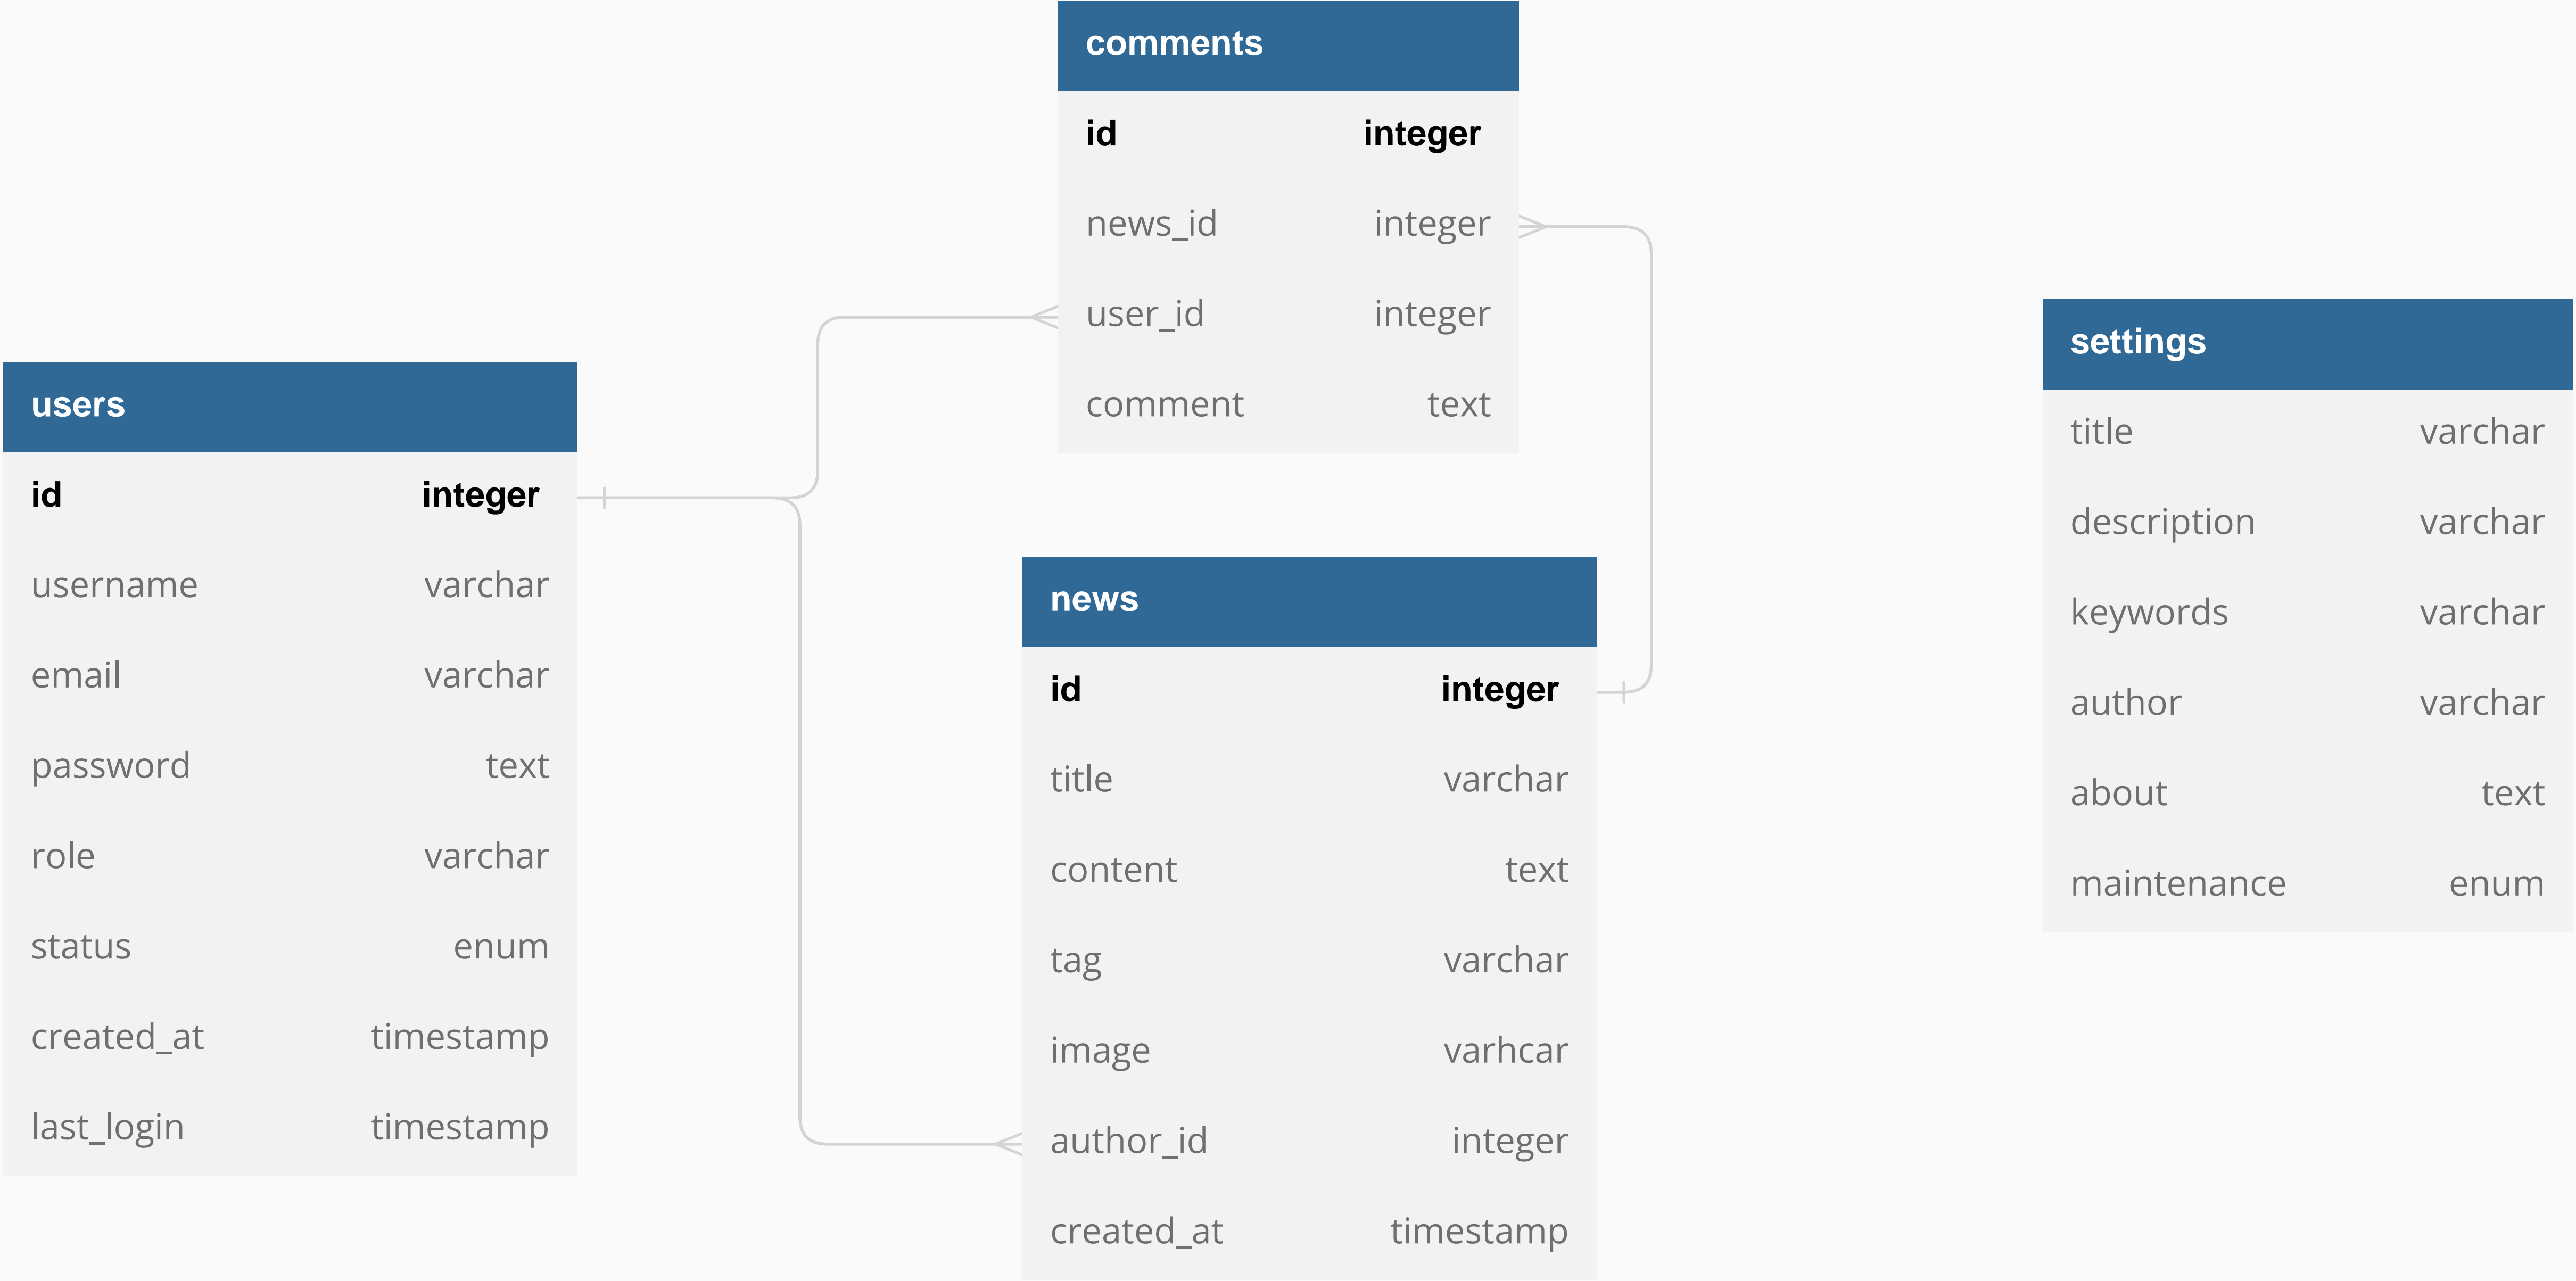 comments
id integer
news_id integer
user_id integer
comment text
users
id integer
username varchar
email varchar
password text
role varchar
status enum
created_at timestamp
last_login timestamp
news
id integer
title varchar
content text
tag varchar
image varhcar
author_id integer
created_at timestamp
settings
title varchar
description varchar
keywords varchar
author varchar
about text
maintenance enum